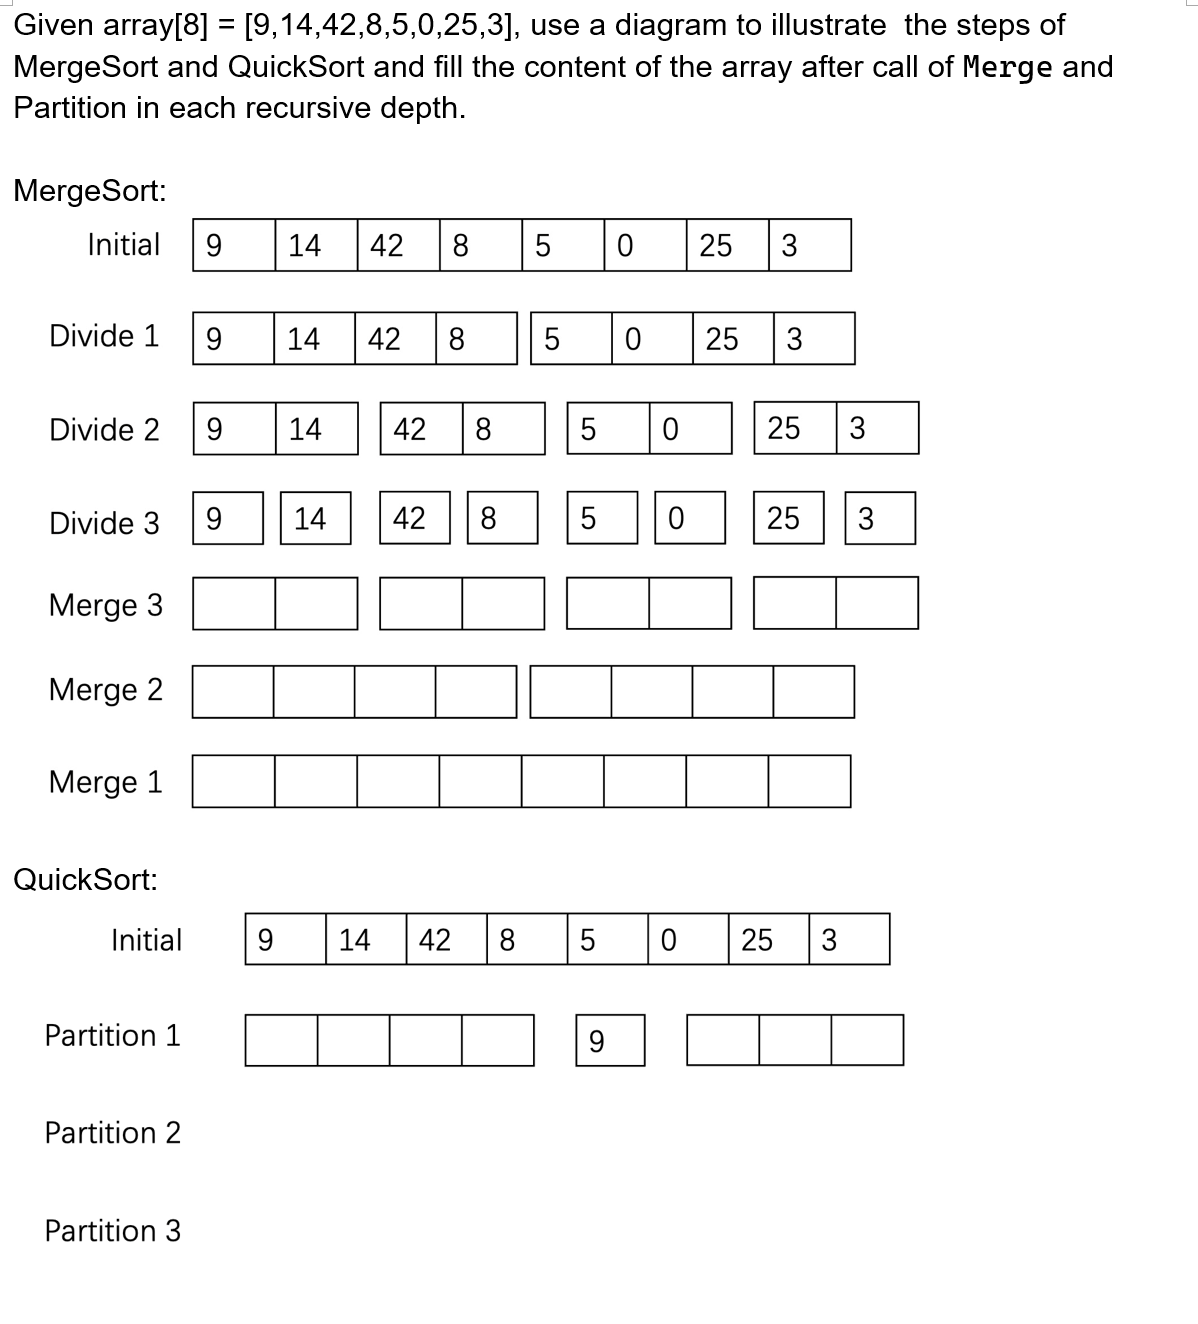 Given array[8] = [9,14,42,8,5,0,25,3], use a diagram to illustrate  the steps of
MergeSort and QuickSort and fill the content of the array after call of Merge and
Partition in each recursive depth.
MergeSort:
Initial 9 14 42 8 5 0 25 3
Divide 1 9 14 42 8 5 0 25 3
Divide 2 9 14 42 8 5 0 25 3
Divide 3 9 14 42 8 5 0 25 3
Merge 3
Merge 2
Merge 1
QuickSort:
Initial 9 14 42 8 5 0 25 3
Partition 1 9
Partition 2
Partition 3